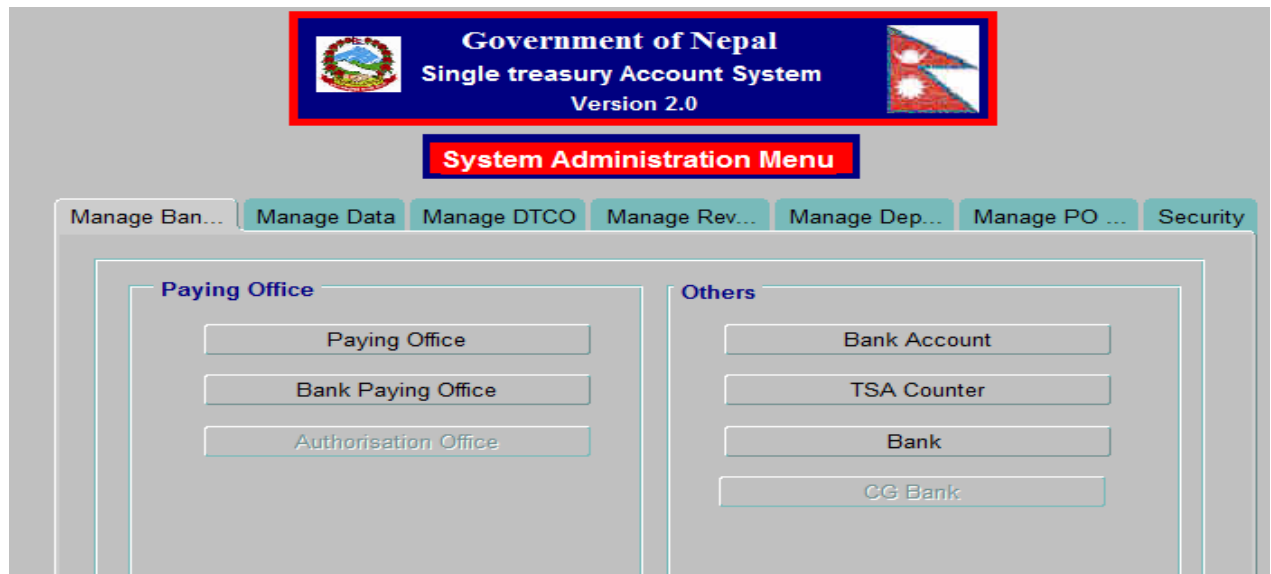 Government of Nepal
Single treasury Account System
Version 2.0
System Administration Menu
Manage Ban... Manage Data Manage DTCO Manage Rev... Manage Dep... Manage PO ... Security
Paying Office
Paying Office
Bank Paying Office
Authorisation Office
Others
Bank Account
TSA Counter
Bank
CG Bank